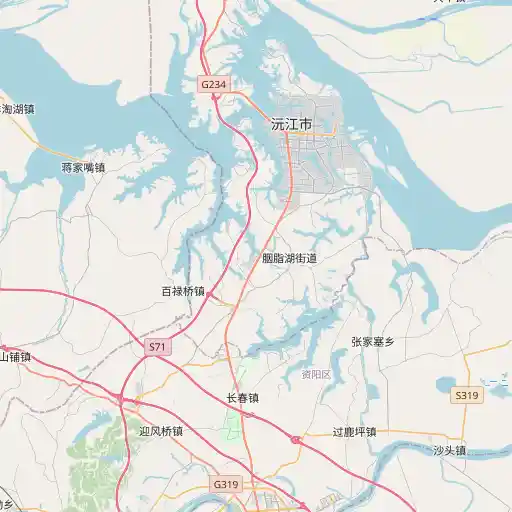 G234
沅江市
淘湖镇
蒋家嘴镇
胭脂湖街道
百禄桥镇
S71
张家塞乡
山铺镇
资阳区
S319
长春镇
迎风桥镇
过鹿坪镇
沙头镇
G319